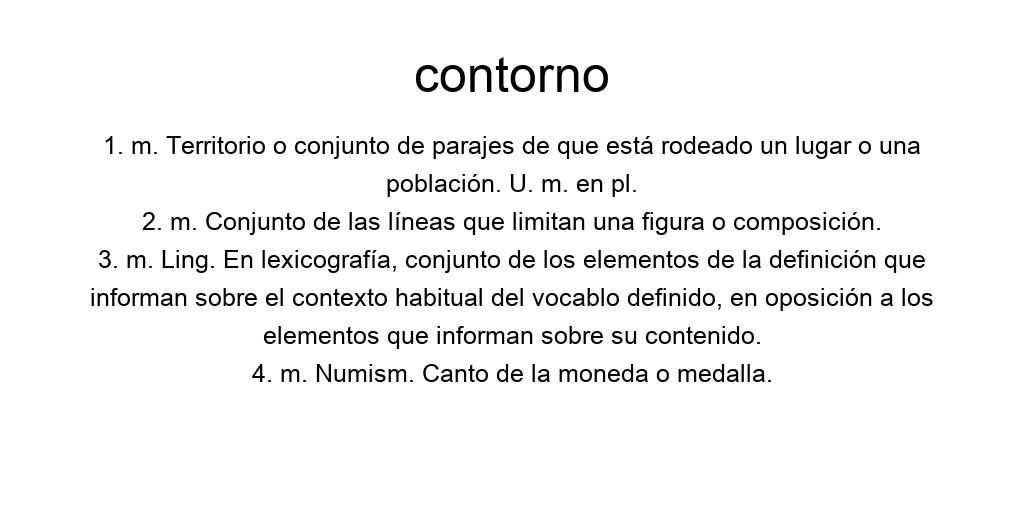 contorno
1. m. Territorio o conjunto de parajes de que está rodeado un lugar o una
población. U. m. en pl.
2. m. Conjunto de las líneas que limitan una figura o composición.
3. m. Ling. En lexicografía, conjunto de los elementos de la definición que
informan sobre el contexto habitual del vocablo definido, en oposición a los
elementos que informan sobre su contenido.
4. m. Numism. Canto de la moneda o medalla.